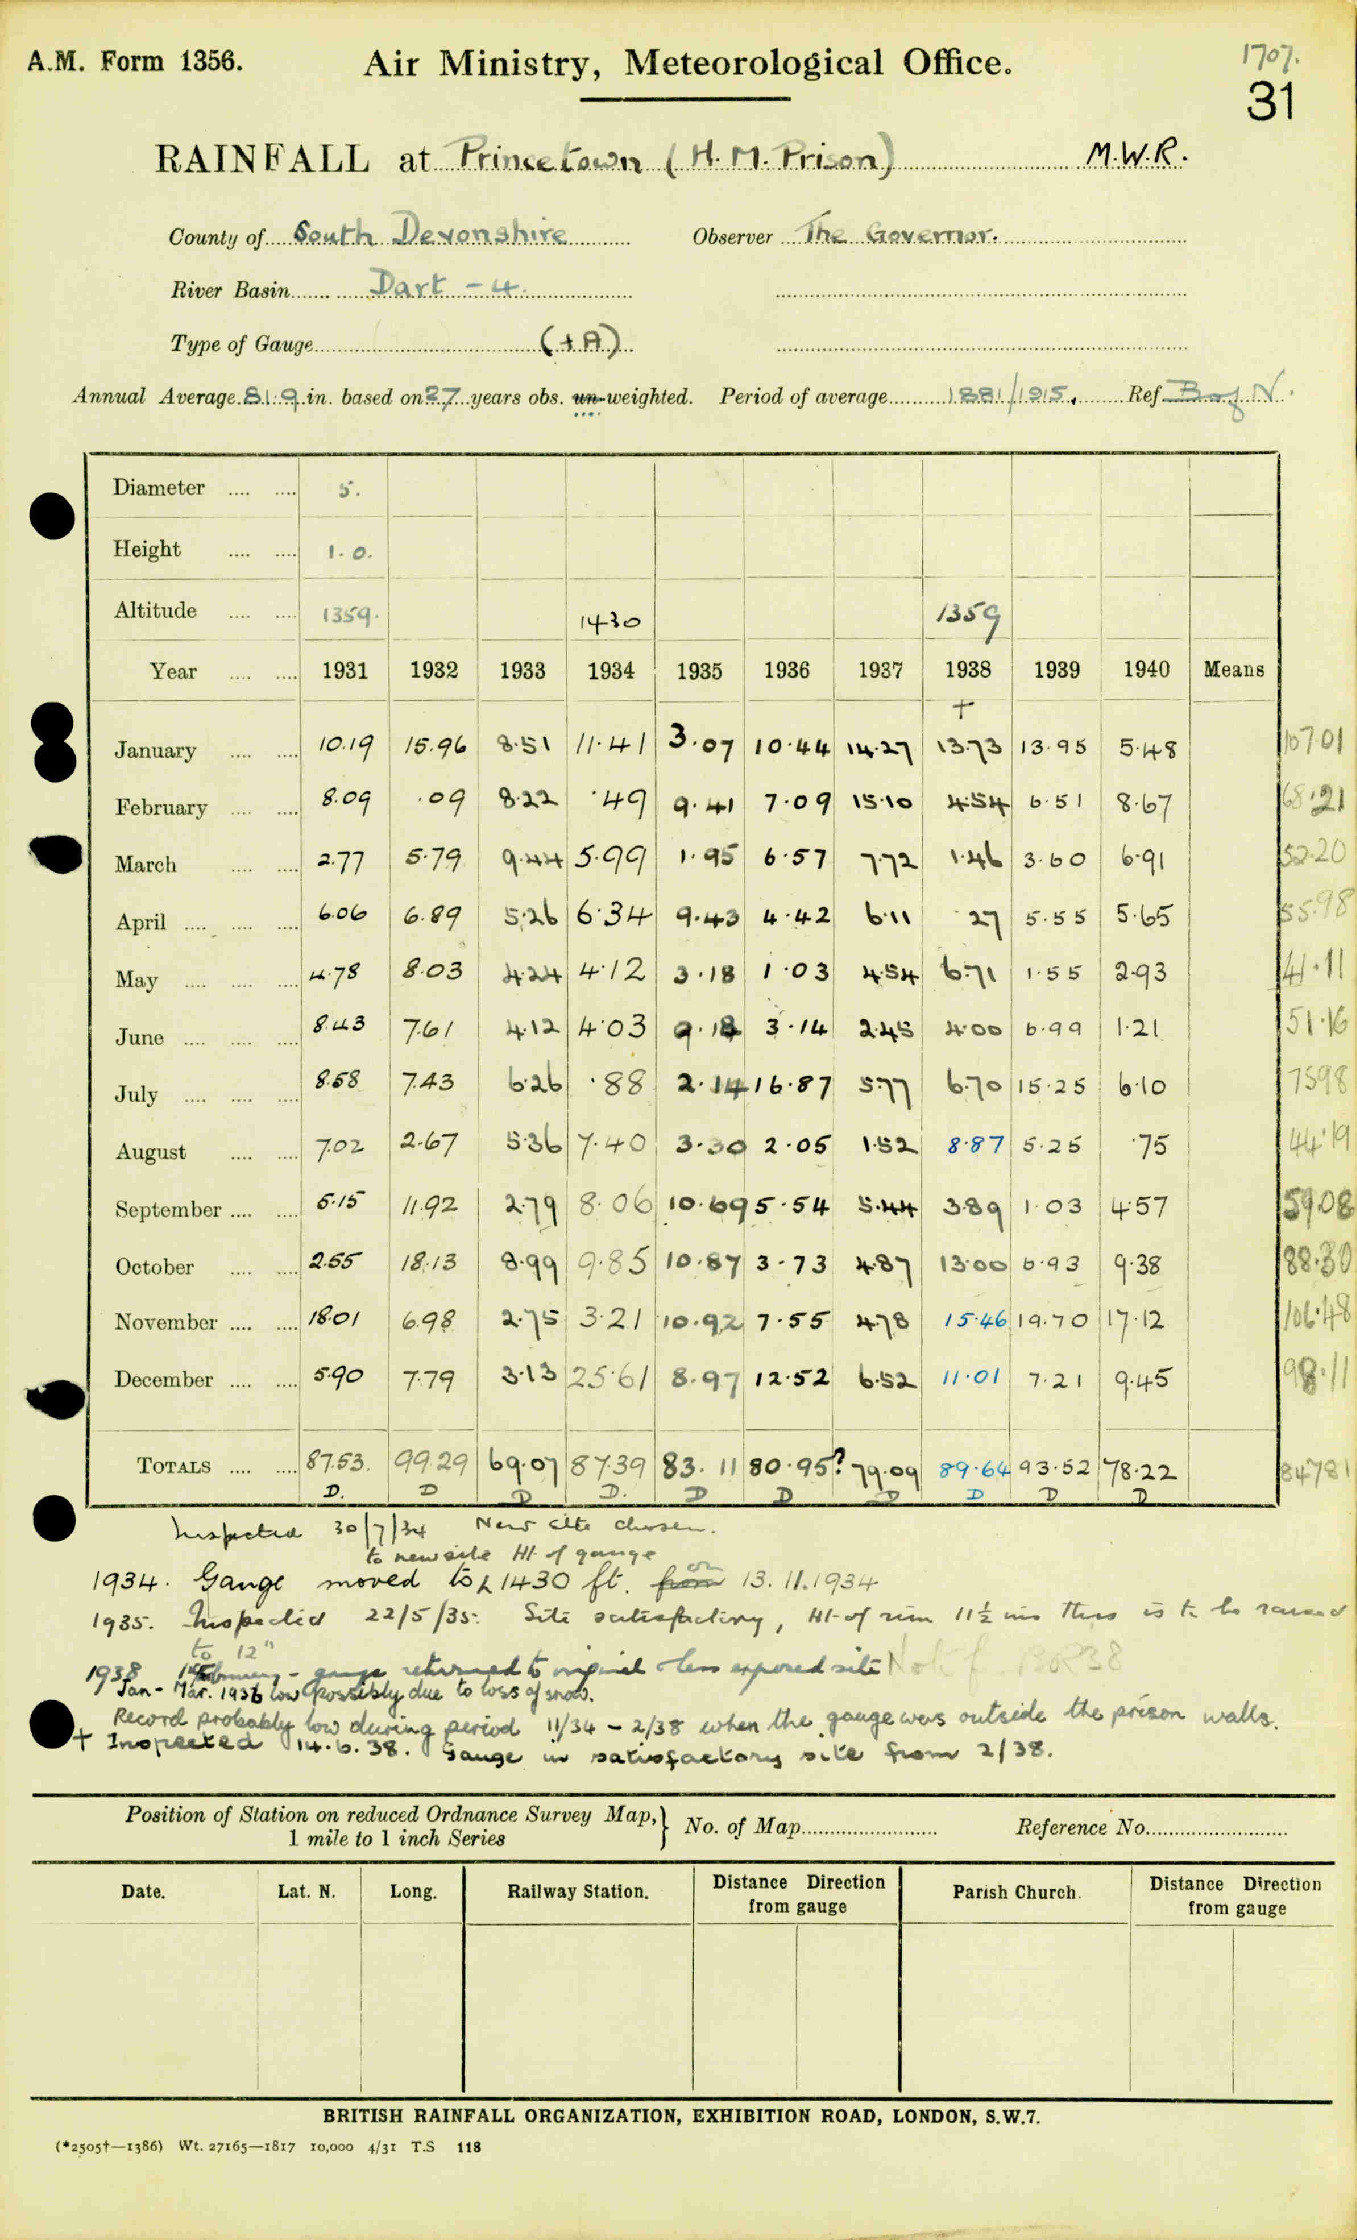 1707.
A.M. Form 1356. Air Ministry, Meteorological Office. 31
RAINFALL at Princetown (H.M. Prison) M.W.R.
County of South Devonshire Observer The Governor.
River Basin Dart - 4.
Type of Gauge (+A)
Annual Average 81.9 in. based on 27 years obs. un-weighted. Period of average 1881/1915. Ref
Diameter 5.
Height 1.0.
Altitude 1359. 1430 1359
Year 1931 1932 1933 1934 1935 1936 1937 1938 1939 1940 Means
+
January 10.19 15.96 8.51 11.41 3.07 10.44 14.27 13.73 13.95 5.48 10701
February 8.09 .09 8.22 .49 9.41 7.09 15.10 4.54 6.51 8.67 68.21
March 2.77 5.79 9.44 5.99 1.95 6.57 7.72 1.46 3.60 6.91 52.20
April 6.06 6.89 5.26 6.34 9.43 4.42 6.11 .27 5.55 5.65 55.98
May 4.78 8.03 4.24 4.12 3.18 1.03 4.54 6.71 1.55 2.93 41.11
June 8.43 7.61 4.12 4.03 9.18 3.14 2.45 4.00 6.99 1.21 51.16
July 8.58 7.43 6.26 .88 2.14 16.87 5.77 6.70 15.25 6.10 7598
August 7.02 2.67 5.36 7.40 3.30 2.05 1.52 8.87 5.25 .75 44.19
September 5.15 11.92 2.79 8.06 10.69 5.54 5.44 3.89 1.03 4.57 59.08
October 2.55 18.13 8.99 9.85 10.87 3.73 4.87 13.00 6.93 9.38 88.30
November 18.01 6.98 2.75 3.21 10.92 7.55 4.78 15.46 19.70 17.12 106.48
December 5.90 7.79 3.13 25.61 8.97 12.52 6.52 11.01 7.21 9.45 98.11
TOTALS 87.53. 99.29 69.07 87.39 83.11 80.95? 79.09 89.64 93.52 78.22 84781
D. D D D. D D D D D D
Inspected 30/7/34 New site chosen.
to new site Ht of gauge
1934. Gauge moved to 1430 ft. from on 13.11.1934
1935. Inspected 22/5/35. Site satisfactory, Ht of rim 11½ ins this is to be raised
to 12"
1938 February - gauge returned to original less exposed site
Jan - Mar. 1936 low possibly due to loss of snow.
Record probably low during period 11/34 - 2/38 when the gauge was outside the prison walls.
+ Inspected 14.6.38. Gauge in satisfactory site from 2/38.
Position of Station on reduced Ordnance Survey Map,} No. of Map Reference No.
1 mile to 1 inch Series
Date. Lat. N. Long. Railway Station. Distance Direction from gauge Parish Church. Distance Direction from gauge
BRITISH RAINFALL ORGANIZATION, EXHIBITION ROAD, LONDON, S.W.7.
(*2505†—1386) Wt. 27165—1817 10,000 4/31 T.S 118